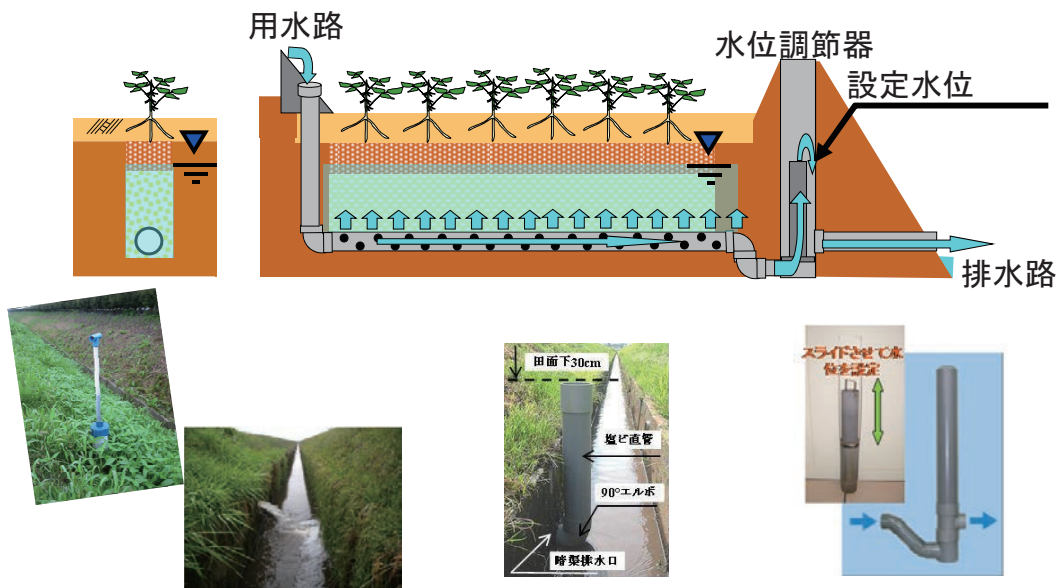 用水路
水位調節器
設定水位
排水路
田面下30cm
塩ビ直管
90°エルボ
暗渠排水口
スライドさせて水
位を設定